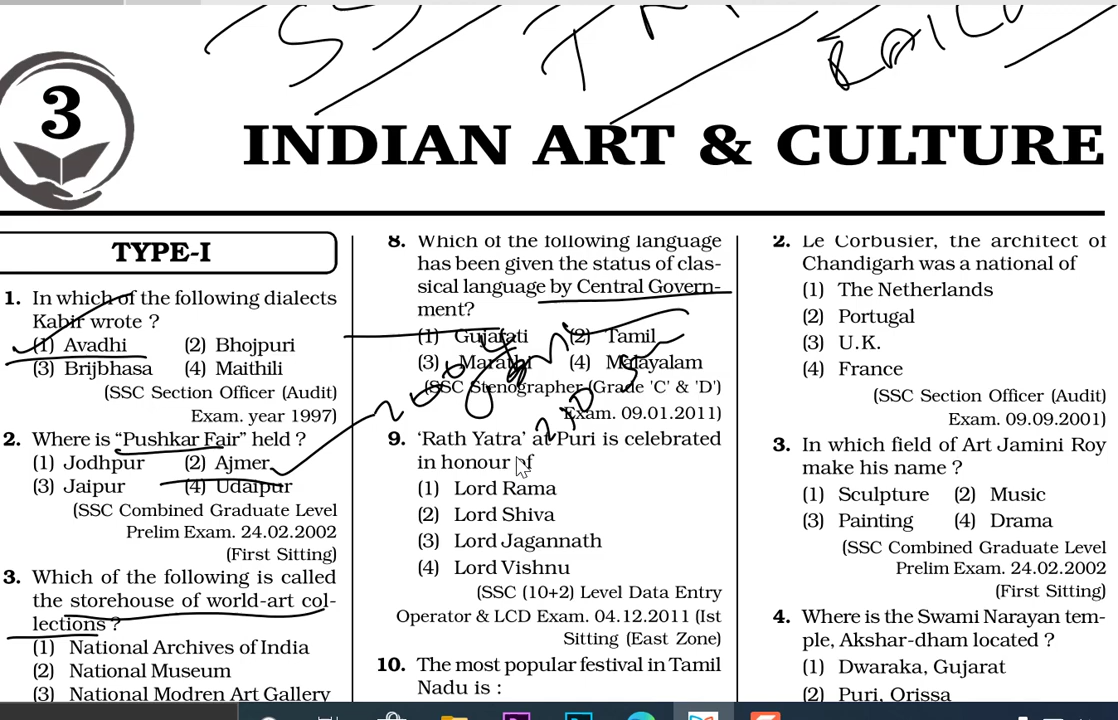 3
INDIAN ART & CULTURE
TYPE-I
1. In which of the following dialects
Kabir wrote ?
(1) Avadhi (2) Bhojpuri
(3) Brijbhasa (4) Maithili
(SSC Section Officer (Audit)
Exam. year 1997)
2. Where is “Pushkar Fair” held ?
(1) Jodhpur (2) Ajmer
(3) Jaipur (4) Udaipur
(SSC Combined Graduate Level
Prelim Exam. 24.02.2002
(First Sitting)
3. Which of the following is called
the storehouse of world-art col-
lections ?
(1) National Archives of India
(2) National Museum
(3) National Modren Art Gallery
8. Which of the following language
has been given the status of clas-
sical language by Central Govern-
ment?
(1) Gujarati (2) Tamil
(3) Marathi (4) Malayalam
(SSC Stenographer (Grade 'C' & 'D')
Exam. 09.01.2011)
2004
9. ‘Rath Yatra’ at Puri is celebrated
in honour of
(1) Lord Rama
(2) Lord Shiva
(3) Lord Jagannath
(4) Lord Vishnu
(SSC (10+2) Level Data Entry
Operator & LCD Exam. 04.12.2011 (Ist
Sitting (East Zone)
10. The most popular festival in Tamil
Nadu is :
2. Le Corbusier, the architect of
Chandigarh was a national of
(1) The Netherlands
(2) Portugal
(3) U.K.
(4) France
(SSC Section Officer (Audit)
Exam. 09.09.2001)
3. In which field of Art Jamini Roy
make his name ?
(1) Sculpture (2) Music
(3) Painting (4) Drama
(SSC Combined Graduate Level
Prelim Exam. 24.02.2002
(First Sitting)
4. Where is the Swami Narayan tem-
ple, Akshar-dham located ?
(1) Dwaraka, Gujarat
(2) Puri, Orissa